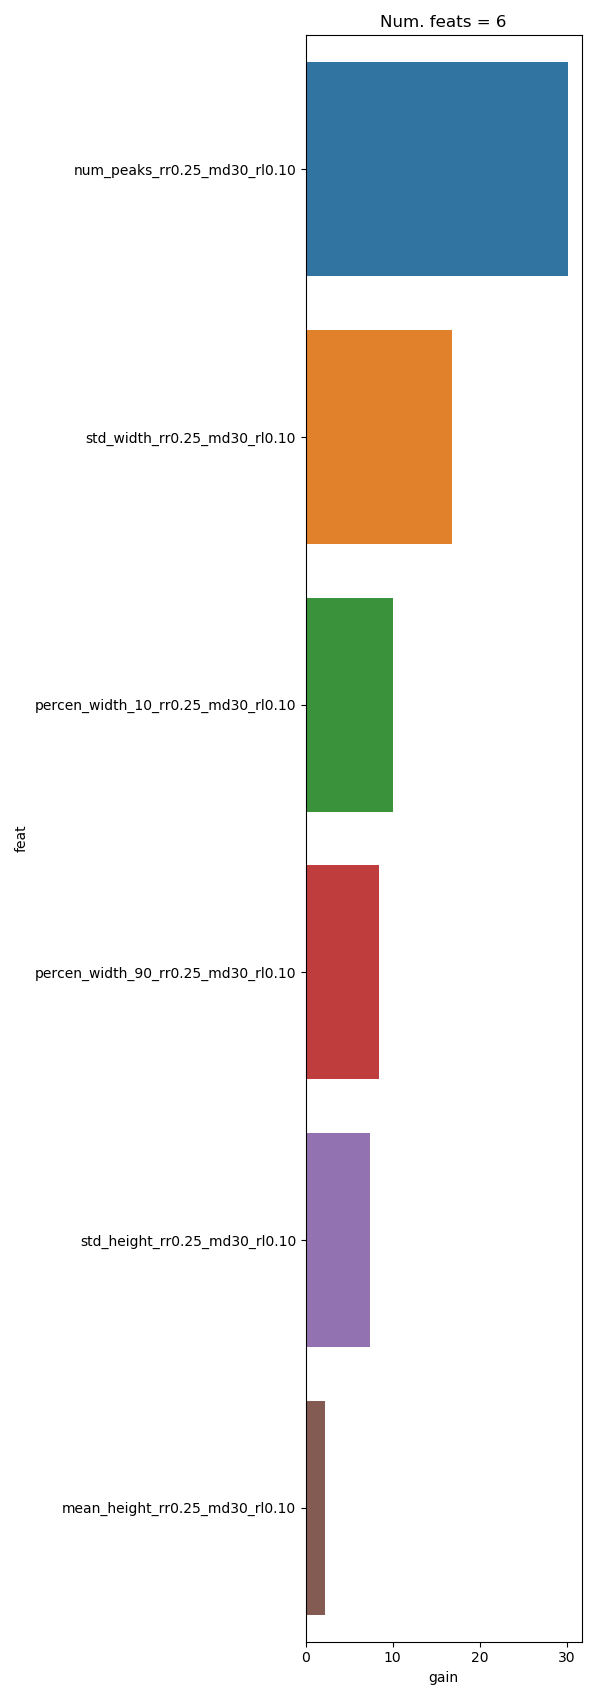 Num. feats = 6
num_peaks_rr0.25_md30_rl0.10
std_width_rr0.25_md30_rl0.10
percen_width_10_rr0.25_md30_rl0.10
feat
percen_width_90_rr0.25_md30_rl0.10
std_height_rr0.25_md30_rl0.10
mean_height_rr0.25_md30_rl0.10
0 10 20 30
gain